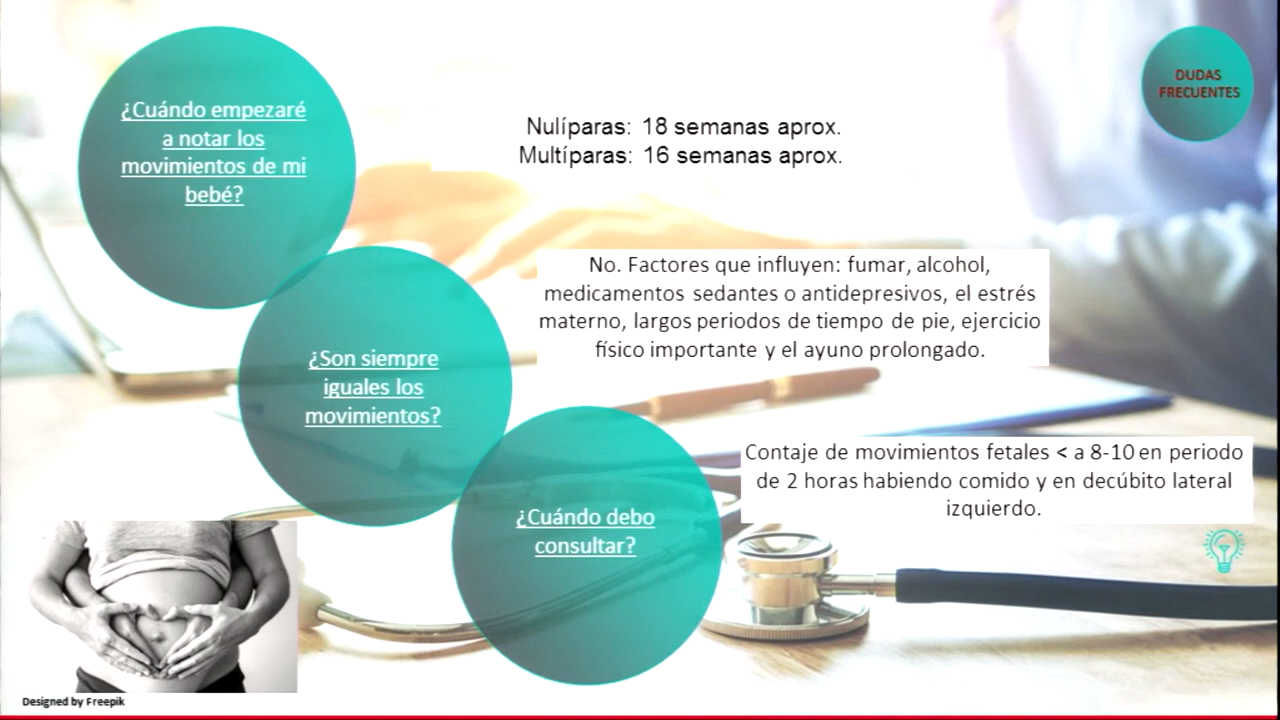 DUDAS
FRECUENTES
¿Cuándo empezaré
a notar los
movimientos de mi
bebé?
Nulíparas: 18 semanas aprox.
Multíparas: 16 semanas aprox.
¿Son siempre
iguales los
movimientos?
No. Factores que influyen: fumar, alcohol,
medicamentos sedantes o antidepresivos, el estrés
materno, largos periodos de tiempo de pie, ejercicio
físico importante y el ayuno prolongado.
¿Cuándo debo
consultar?
Contaje de movimientos fetales < a 8-10 en periodo
de 2 horas habiendo comido y en decúbito lateral
izquierdo.
Designed by Freepik